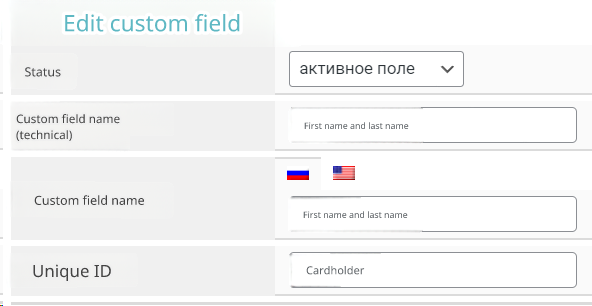 Edit custom field
Status
активное поле
Custom field name
(technical)
First name and last name
Custom field name
First name and last name
Unique ID
Cardholder